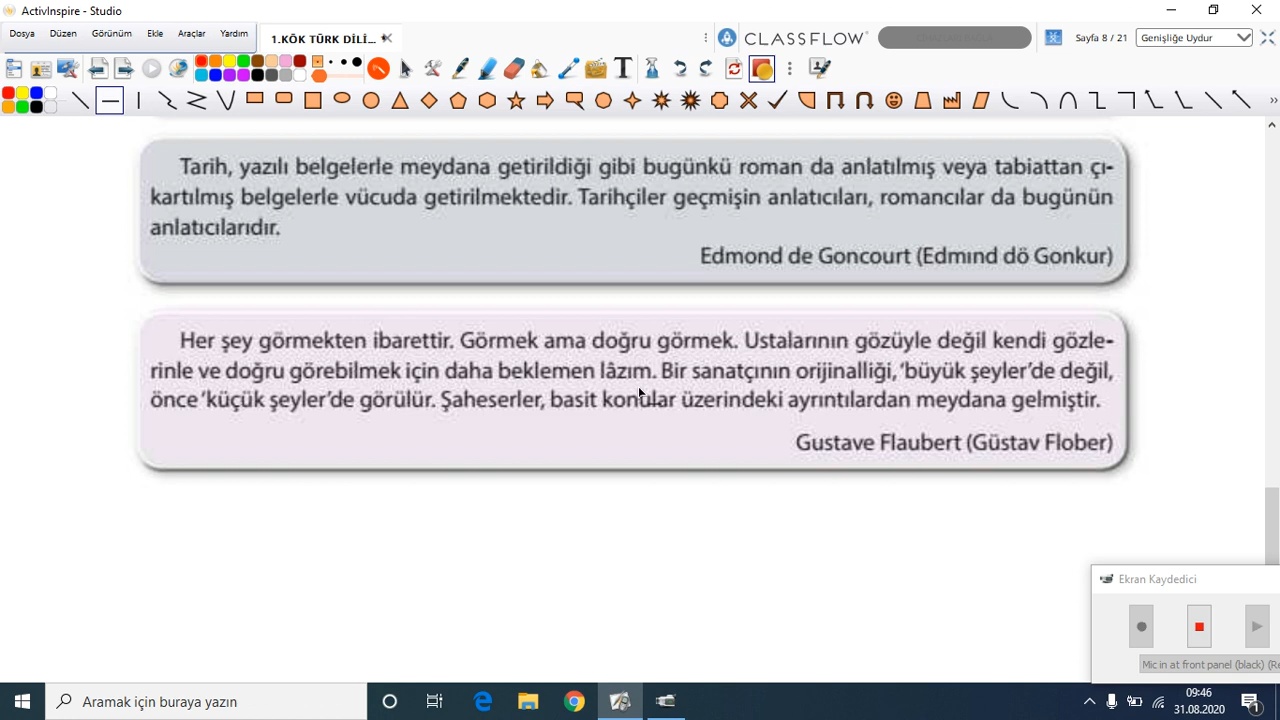 ActivInspire - Studio
Dosya Düzen Görünüm Ekle Araçlar Yardım
1.KÖK TÜRK DİLİ...
CLASSFLOW
Sayfa 8 / 21
Genişliğe Uydur
Tarih, yazılı belgelerle meydana getirildiği gibi bugünkü roman da anlatılmış veya tabiattan çı-
kartılmış belgelerle vücuda getirilmektedir. Tarihçiler geçmişin anlatıcıları, romancılar da bugünün
anlatıcılarıdır.
Edmond de Goncourt (Edmınd dö Gonkur)
Her şey görmekten ibarettir. Görmek ama doğru görmek. Ustalarının gözüyle değil kendi gözle-
rinle ve doğru görebilmek için daha beklemen lâzım. Bir sanatçının orijinalliği, ‘büyük şeyler’de değil,
önce ‘küçük şeyler’de görülür. Şaheserler, basit konular üzerindeki ayrıntılardan meydana gelmiştir.
Gustave Flaubert (Güstav Flober)
Ekran Kaydedici
Mic in at front panel (black) (Re
Aramak için buraya yazın
09:46
31.08.2020
1